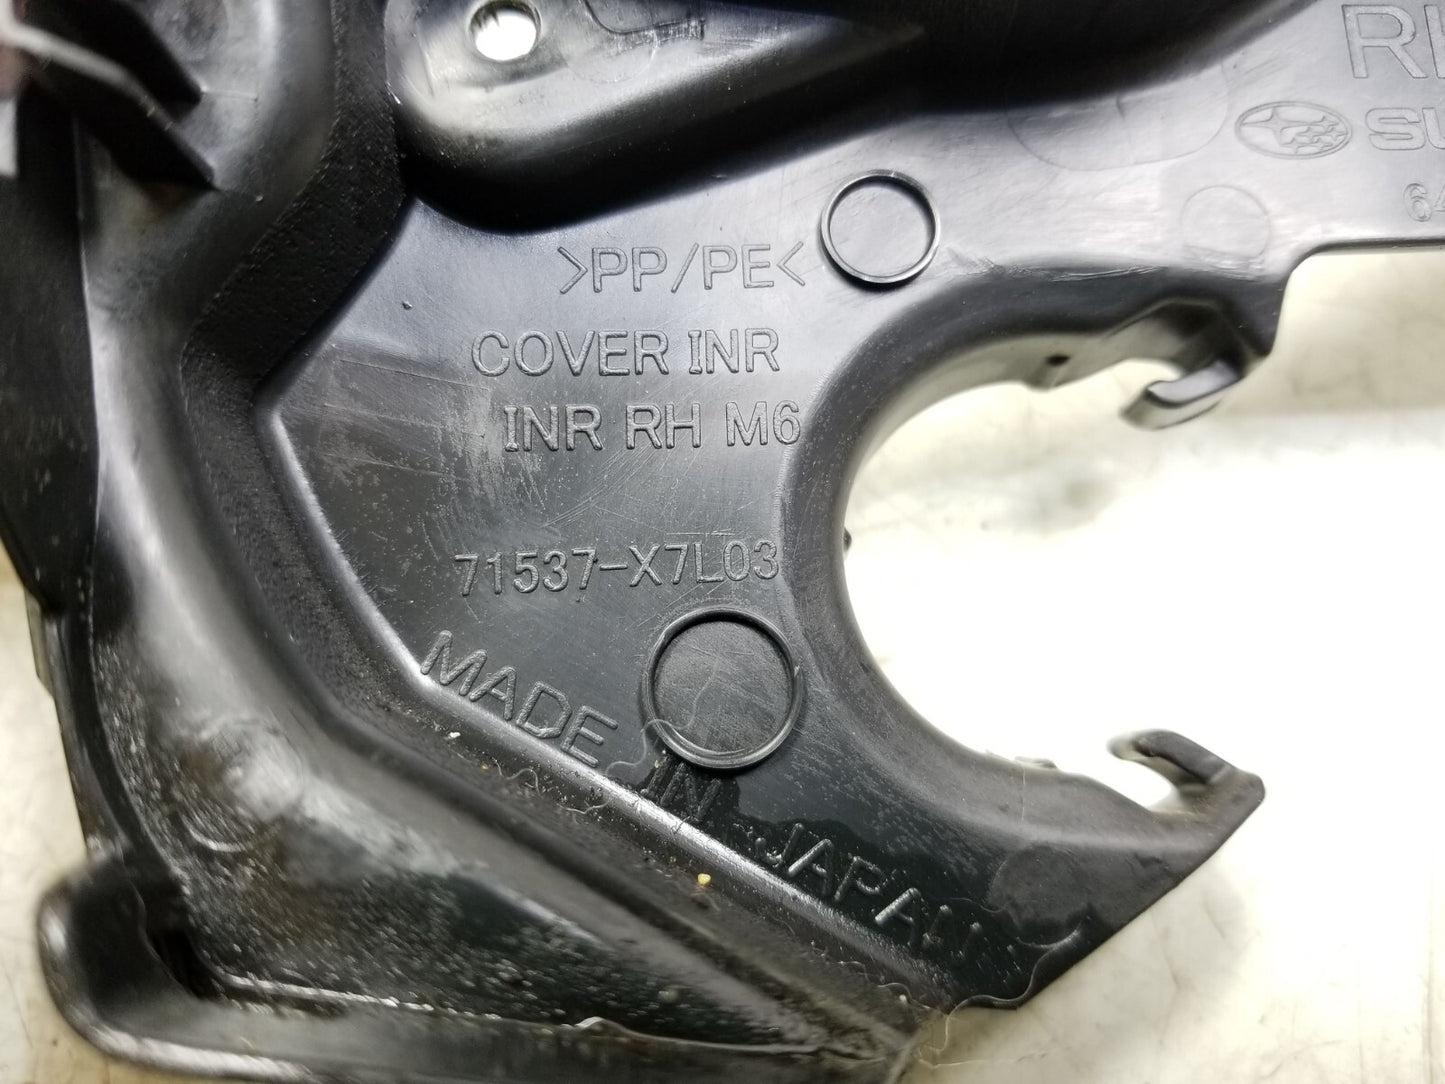 >PP/PE<
COVER INR
INR RH M6
71537-X7L03
MADE IN JAPAN